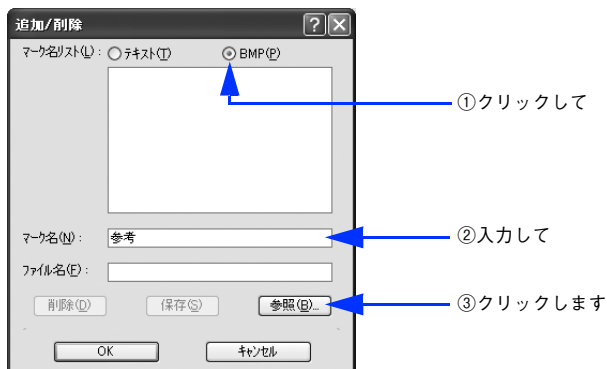 追加/削除
マーク名リスト(L): テキスト(T) BMP(P)
①クリックして
マーク名(N): 参考
②入力して
ファイル名(F):
削除(D) 保存(S) 参照(B)...
③クリックします
OK キャンセル